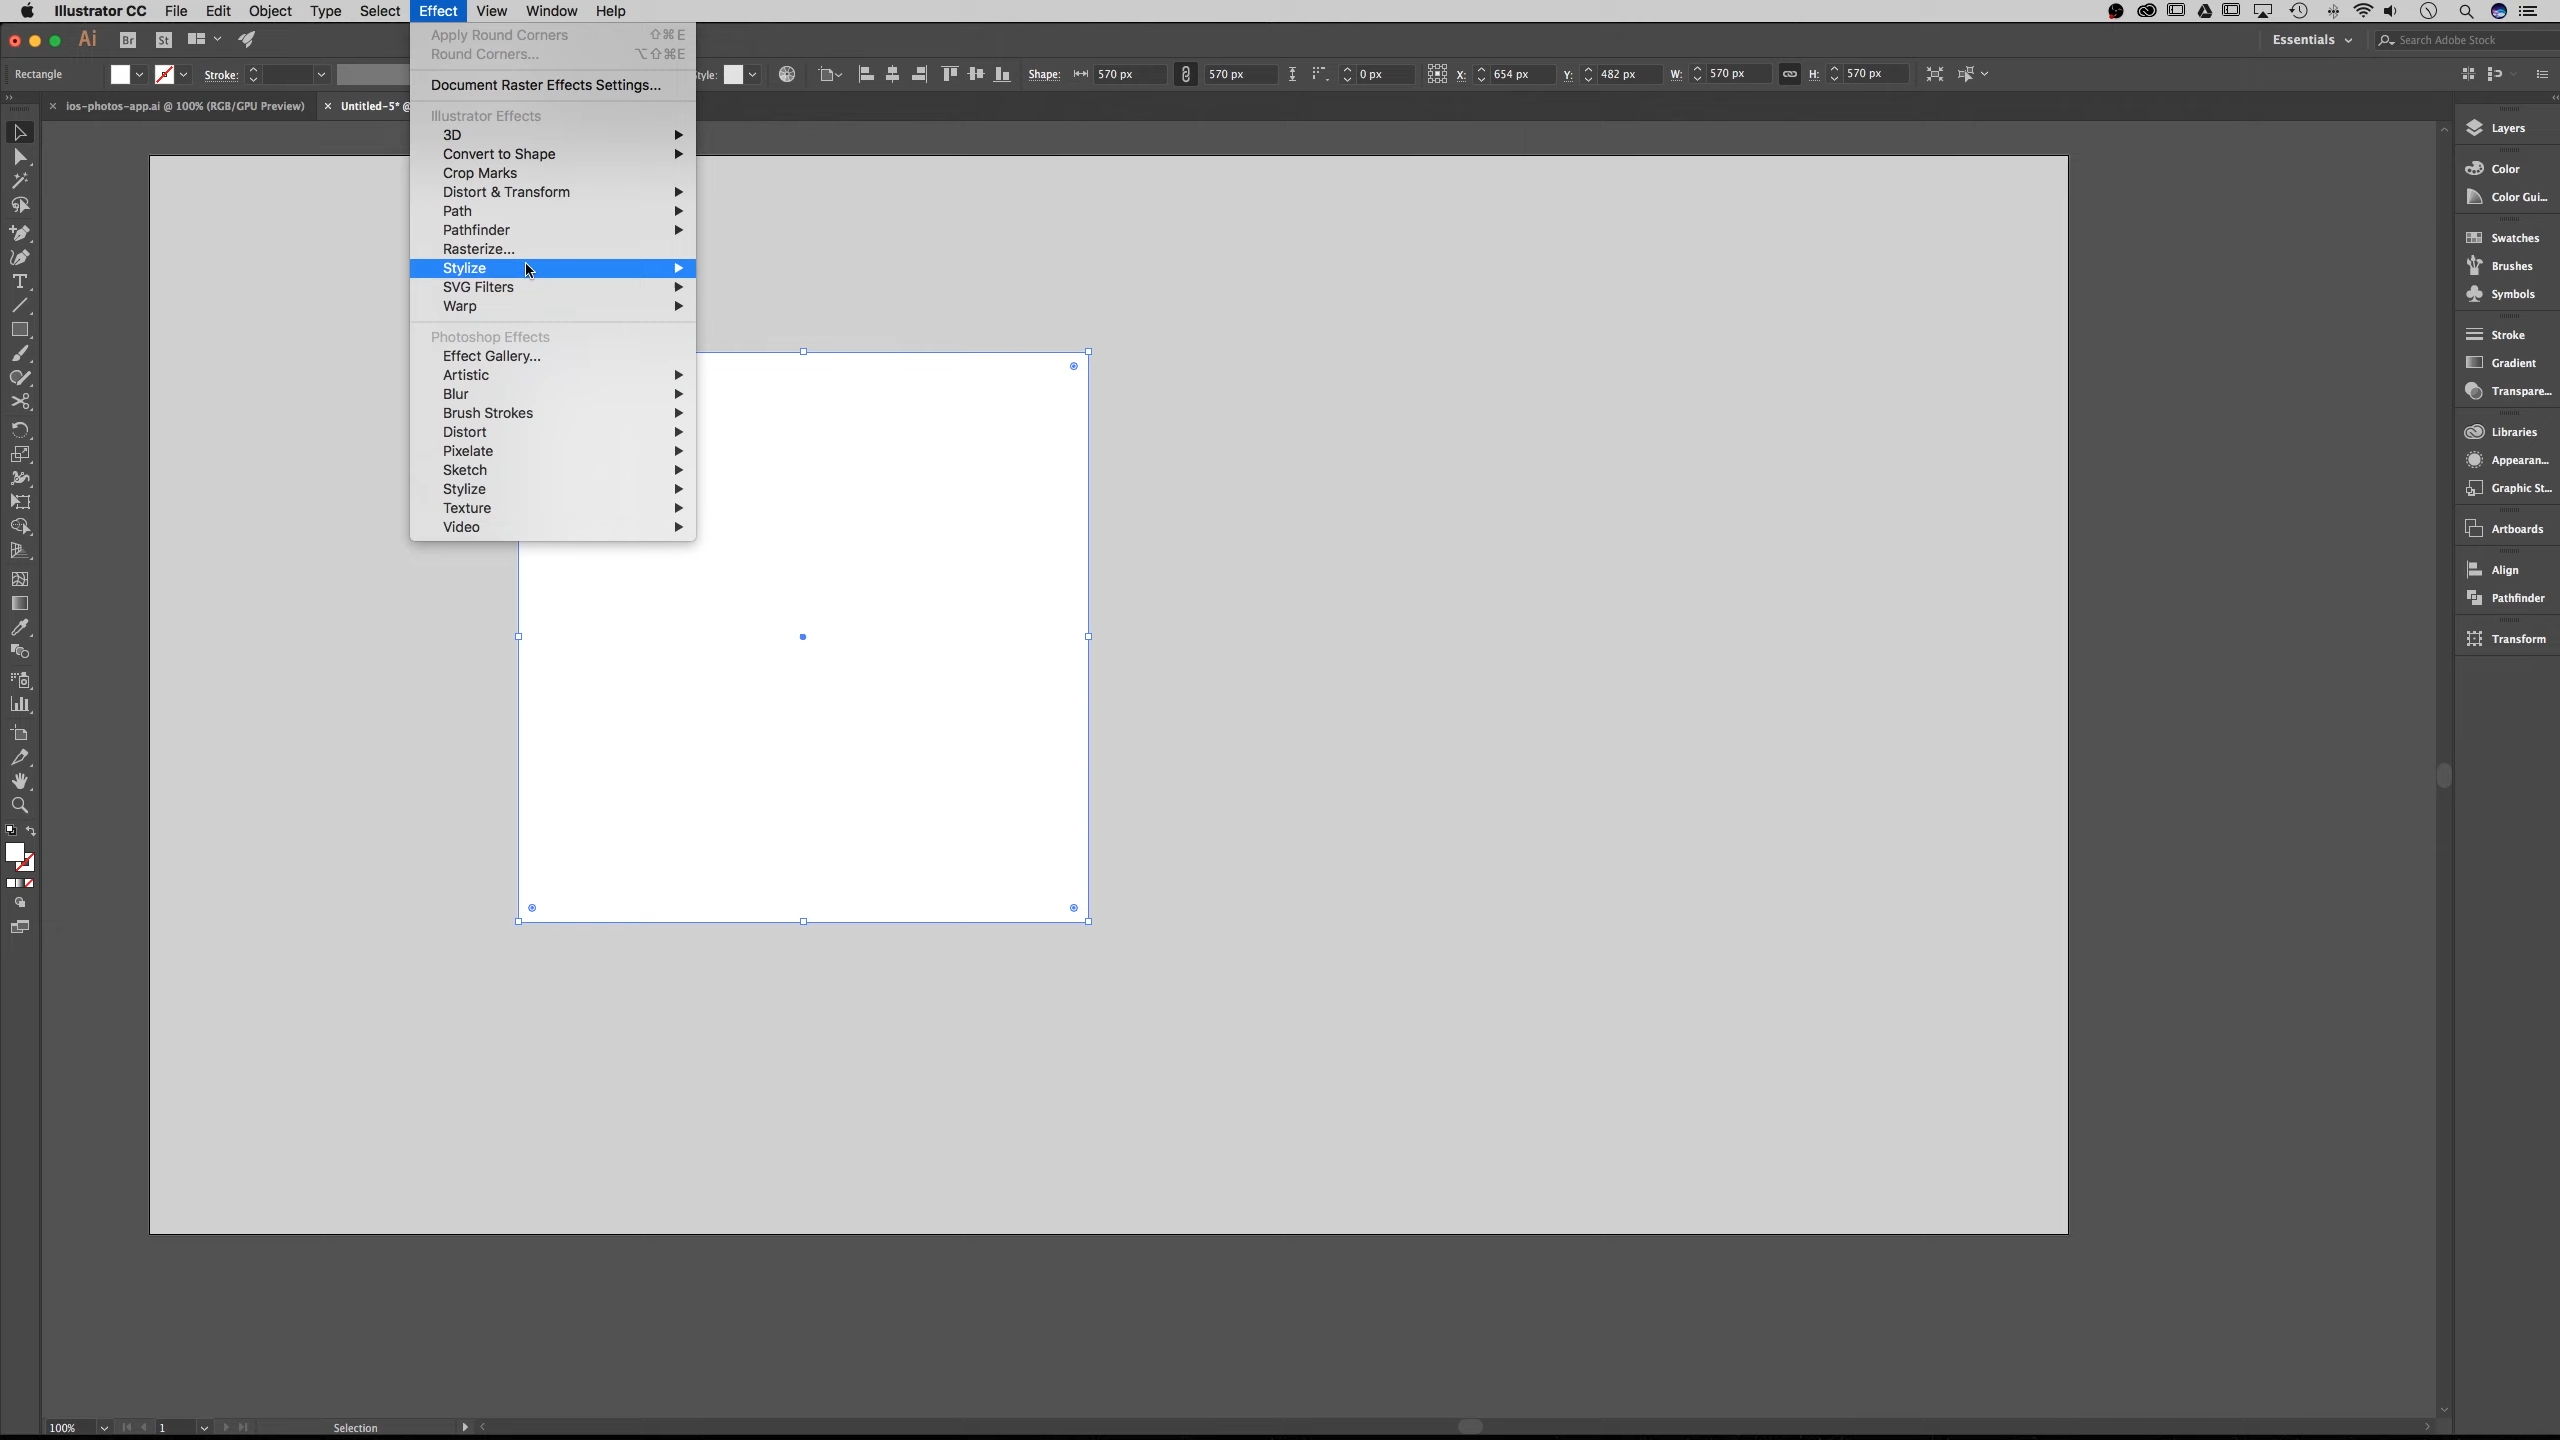 Illustrator CC File Edit Object Type Select Effect View Window Help
Ai Br St Essentials Search Adobe Stock
Rectangle Stroke: Style: Shape: 570 px 570 px 0 px X: 654 px Y: 482 px W: 570 px H: 570 px
ios-photos-app.ai @ 100% (RGB/GPU Preview) Untitled-5* @
Apply Round Corners ⇧⌘E
Round Corners... ⌥⇧⌘E
Document Raster Effects Settings...
Illustrator Effects
3D
Convert to Shape
Crop Marks
Distort & Transform
Path
Pathfinder
Rasterize...
Stylize
SVG Filters
Warp
Photoshop Effects
Effect Gallery...
Artistic
Blur
Brush Strokes
Distort
Pixelate
Sketch
Stylize
Texture
Video
Layers
Color
Color Gui...
Swatches
Brushes
Symbols
Stroke
Gradient
Transpare...
Libraries
Appearan...
Graphic St...
Artboards
Align
Pathfinder
Transform
100% 1 Selection